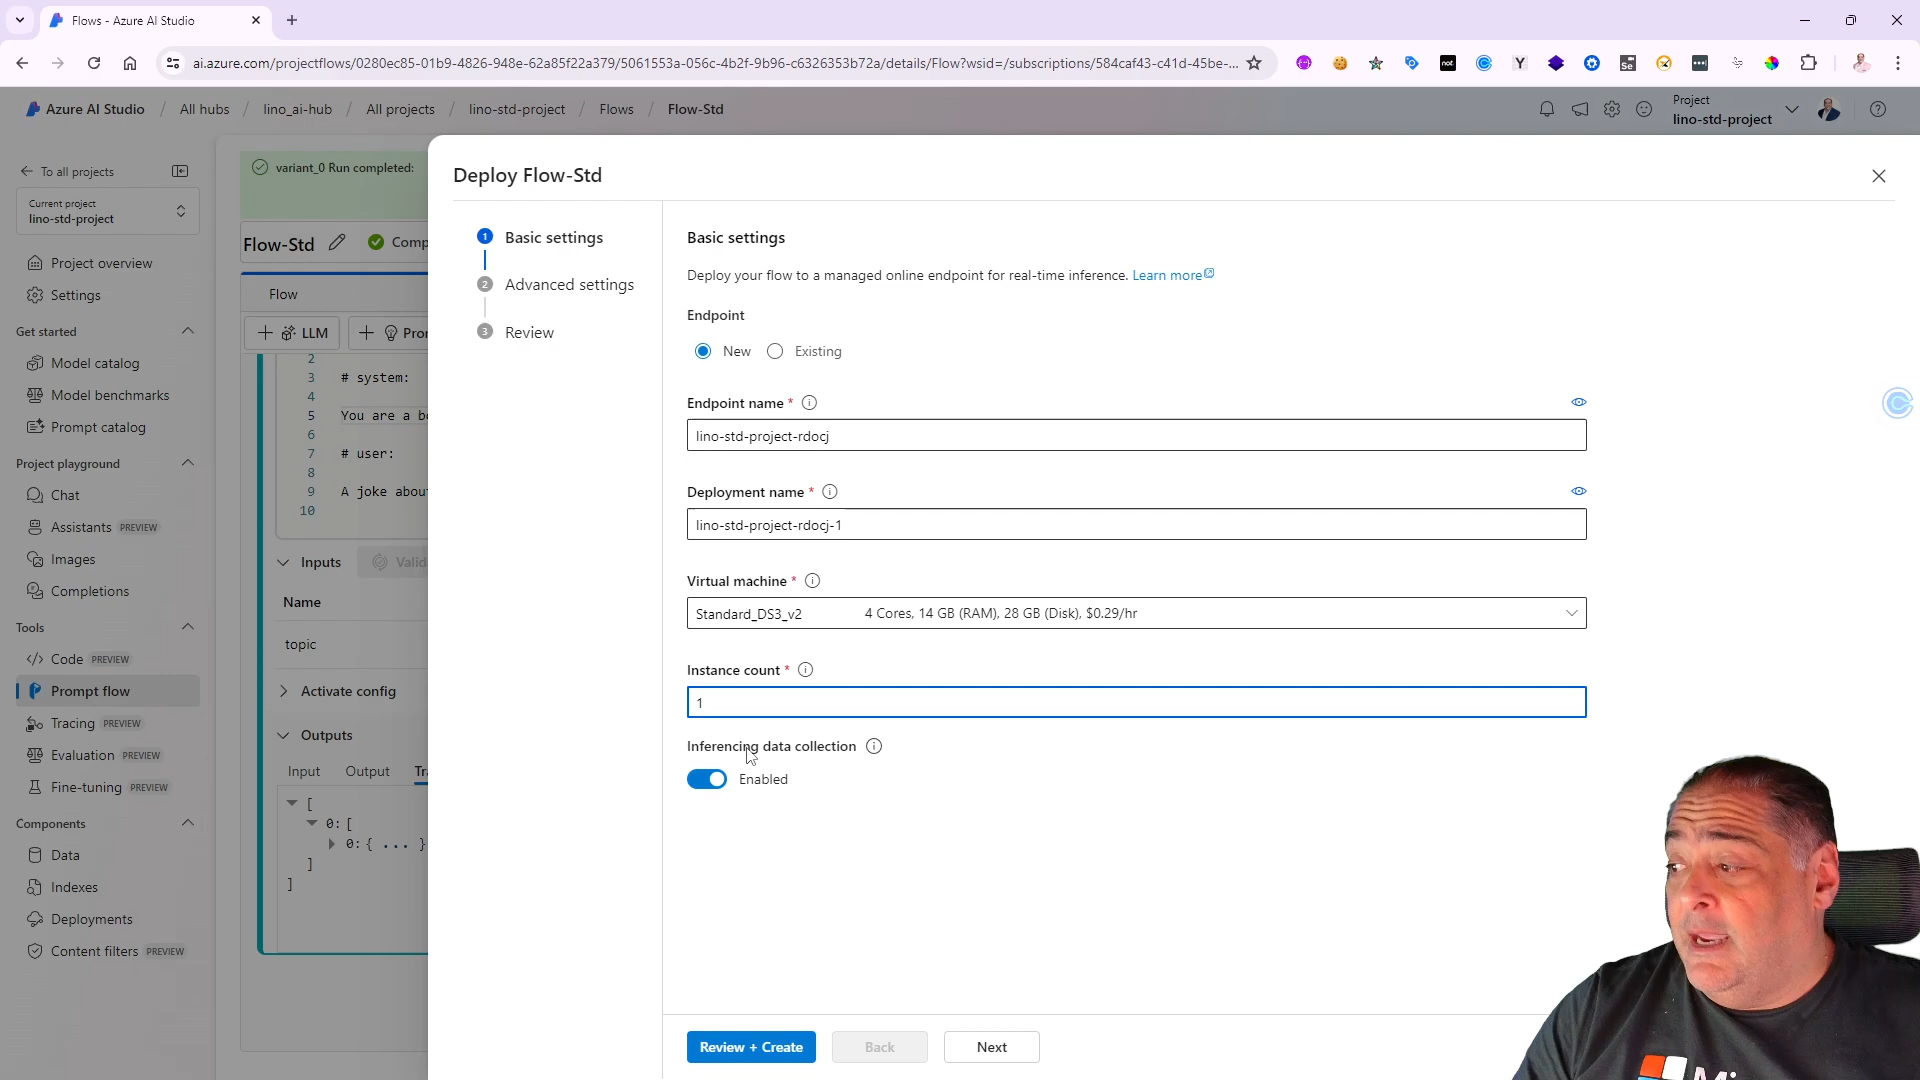 Flows - Azure AI Studio
ai.azure.com/projectflows/0280ec85-01b9-4826-948e-62a85f22a379/5061553a-056c-4b2f-9b96-c6326353b72a/details/Flow?wsid=/subscriptions/584caf43-c41d-45be-...
Azure AI Studio / All hubs / lino_ai-hub / All projects / lino-std-project / Flows / Flow-Std
Project
lino-std-project
To all projects
Current project
lino-std-project
Project overview
Settings
Get started
Model catalog
Model benchmarks
Prompt catalog
Project playground
Chat
Assistants PREVIEW
Images
Completions
Tools
Code PREVIEW
Prompt flow
Tracing PREVIEW
Evaluation PREVIEW
Fine-tuning PREVIEW
Components
Data
Indexes
Deployments
Content filters PREVIEW
variant_0 Run completed:
Flow-Std Comp
Flow
LLM Pro
2
3 # system:
4
5 You are a b
6
7 # user:
8
9 A joke about
10
Inputs Valid
Name
topic
Activate config
Outputs
Input Output Tr
[
0: [
0: { ... }
]
]
Deploy Flow-Std
1 Basic settings
2 Advanced settings
3 Review
Basic settings
Deploy your flow to a managed online endpoint for real-time inference. Learn more
Endpoint
New Existing
Endpoint name *
lino-std-project-rdocj
Deployment name *
lino-std-project-rdocj-1
Virtual machine *
Standard_DS3_v2 4 Cores, 14 GB (RAM), 28 GB (Disk), $0.29/hr
Instance count *
1
Inferencing data collection
Enabled
Review + Create Back Next